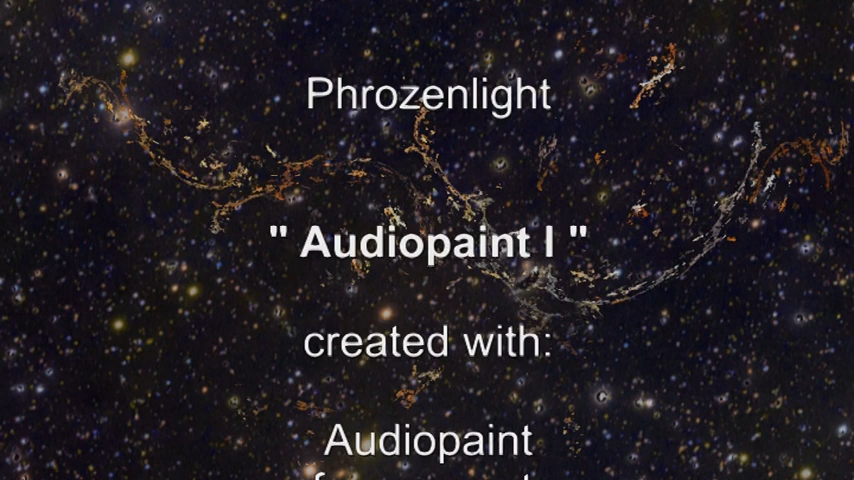 Phrozenlight
" Audiopaint I "
created with:
Audiopaint